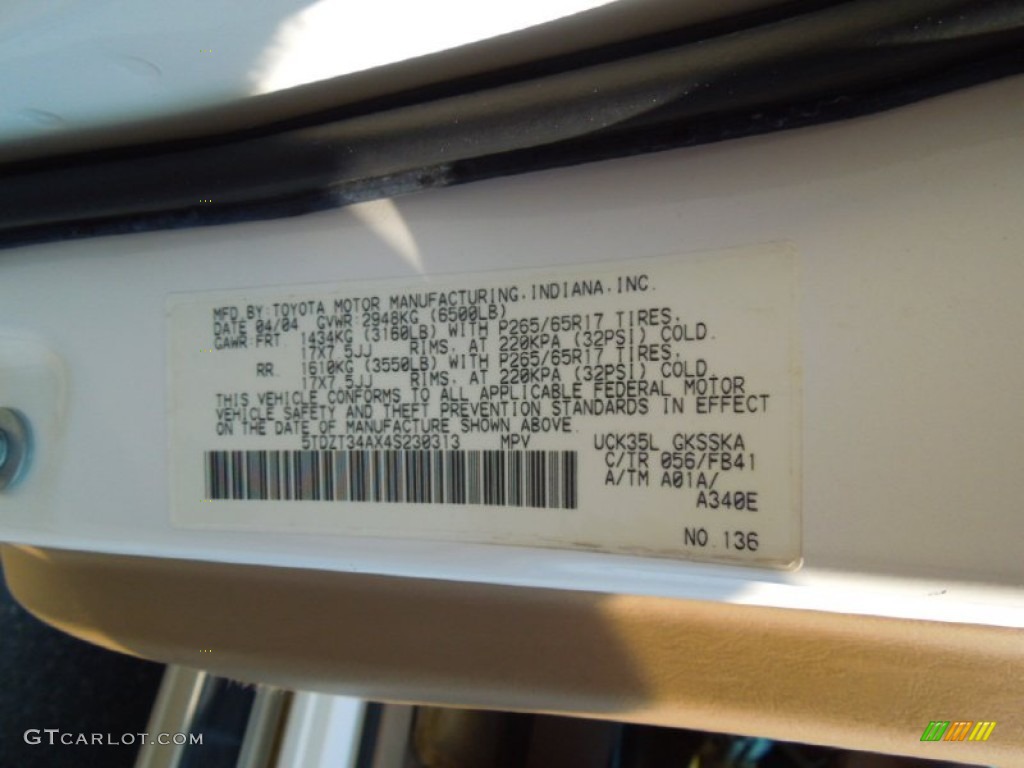 MFD.BY:TOYOTA MOTOR MANUFACTURING.INDIANA.INC.
DATE 04/04 GVWR:2948KG (6500LB)
GAWR:FRT 1434KG (3160LB) WITH P265/65R17 TIRES,
17X7.5JJ RIMS, AT 220KPA (32PSI) COLD.
RR 1610KG (3550LB) WITH P265/65R17 TIRES,
17X7.5JJ RIMS, AT 220KPA (32PSI) COLD.
THIS VEHICLE CONFORMS TO ALL APPLICABLE FEDERAL MOTOR
VEHICLE SAFETY AND THEFT PREVENTION STANDARDS IN EFFECT
ON THE DATE OF MANUFACTURE SHOWN ABOVE.
5TDZT34AX4S230313 MPV UCK35L GKSSKA
C/TR 056/FB41
A/TM A01A/
A340E
NO.136
GTCARLOT.COM